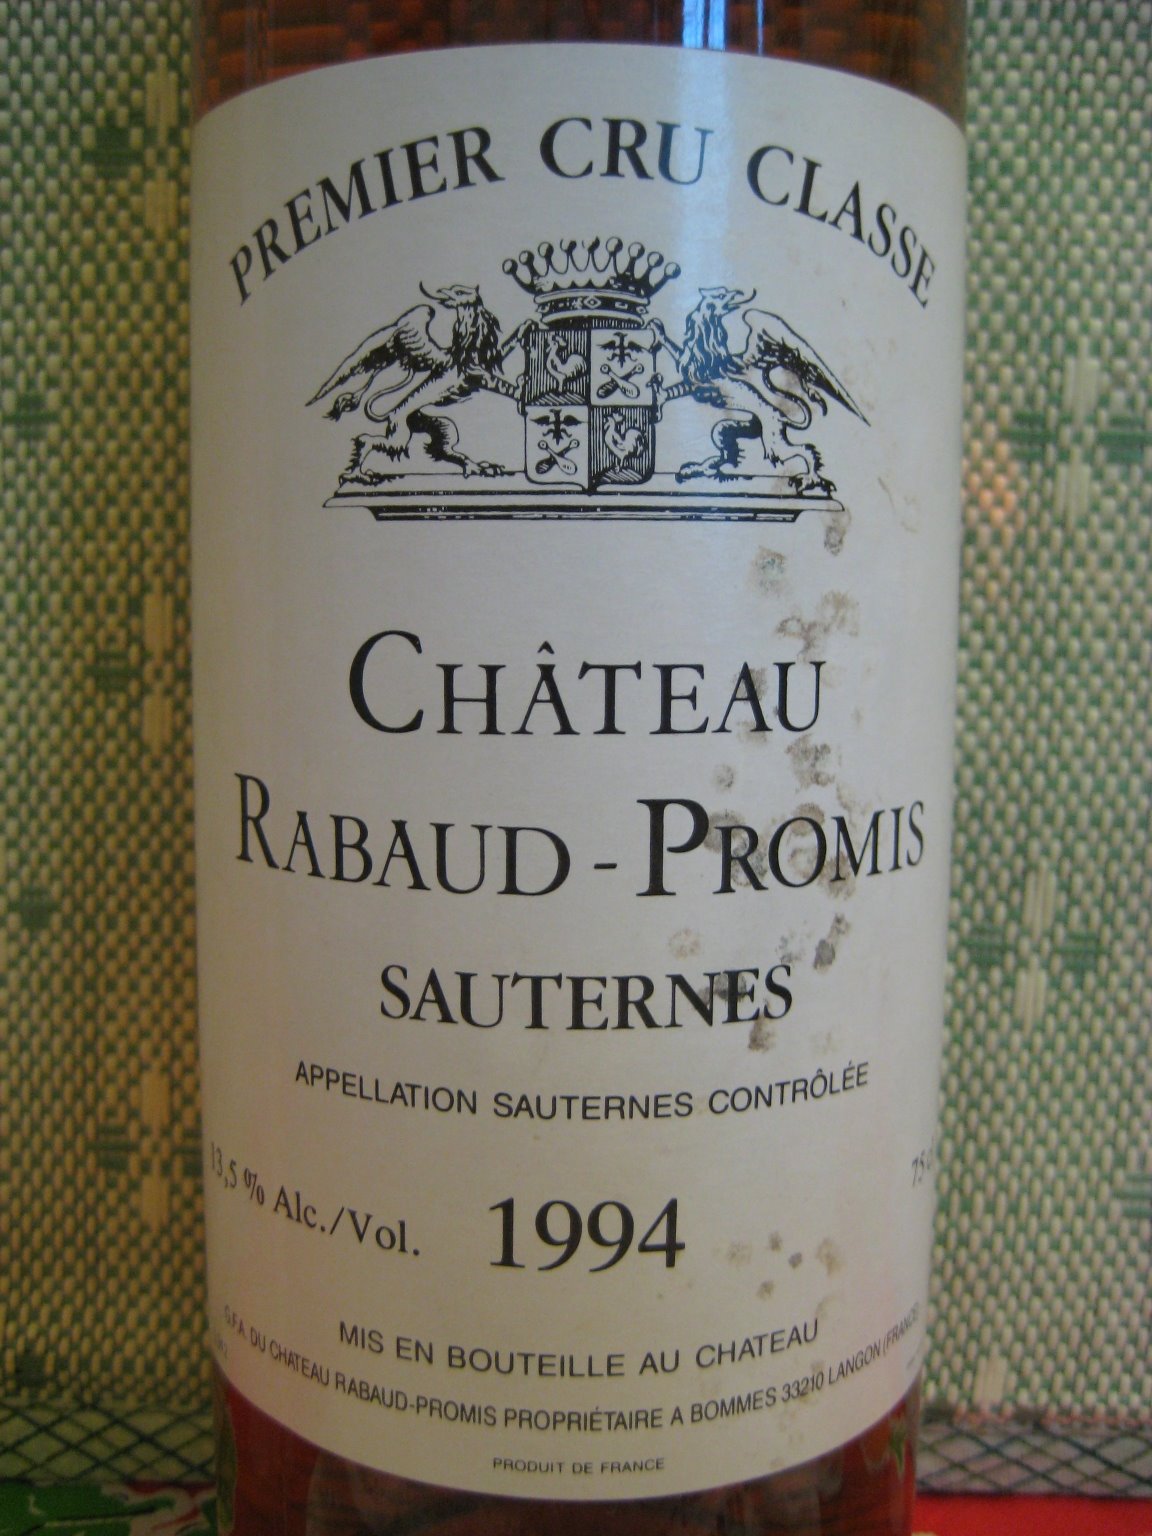 PREMIER CRU CLASSE
CHÂTEAU
RABAUD - PROMIS
SAUTERNES
APPELLATION SAUTERNES CONTRÔLÉE
13,5 % Alc./Vol.
1994
MIS EN BOUTEILLE AU CHATEAU
G.F.A. DU CHATEAU RABAUD-PROMIS PROPRIÉTAIRE A BOMMES 33210 LANGON (FRANCE)
PRODUIT DE FRANCE